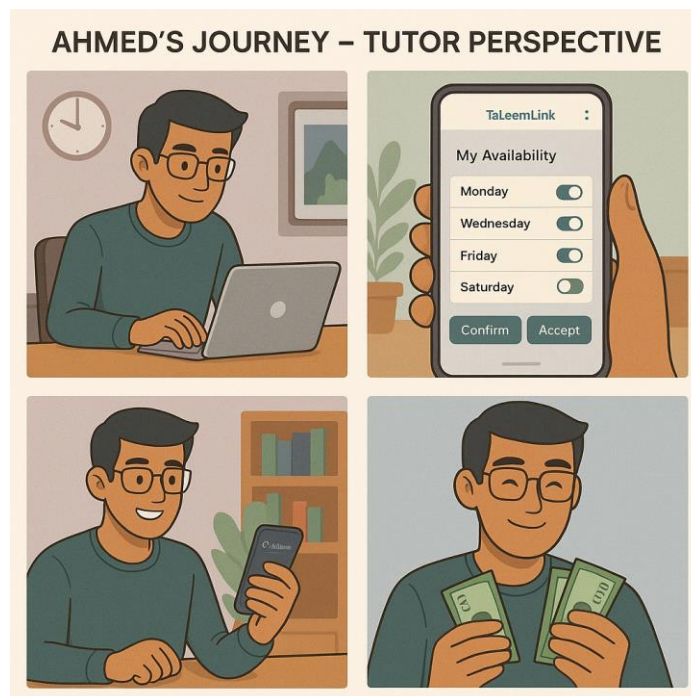 AHMED'S JOURNEY – TUTOR PERSPECTIVE
TaLeemLink
My Availability
Monday
Wednesday
Friday
Saturday
Confirm
Accept